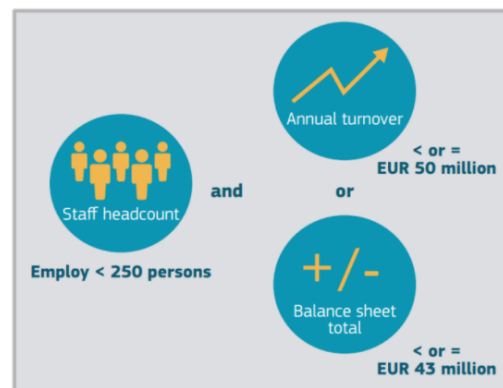 Staff headcount
Employ < 250 persons
and
Annual turnover
< or =
EUR 50 million
or
+/-
Balance sheet
total
< or =
EUR 43 million